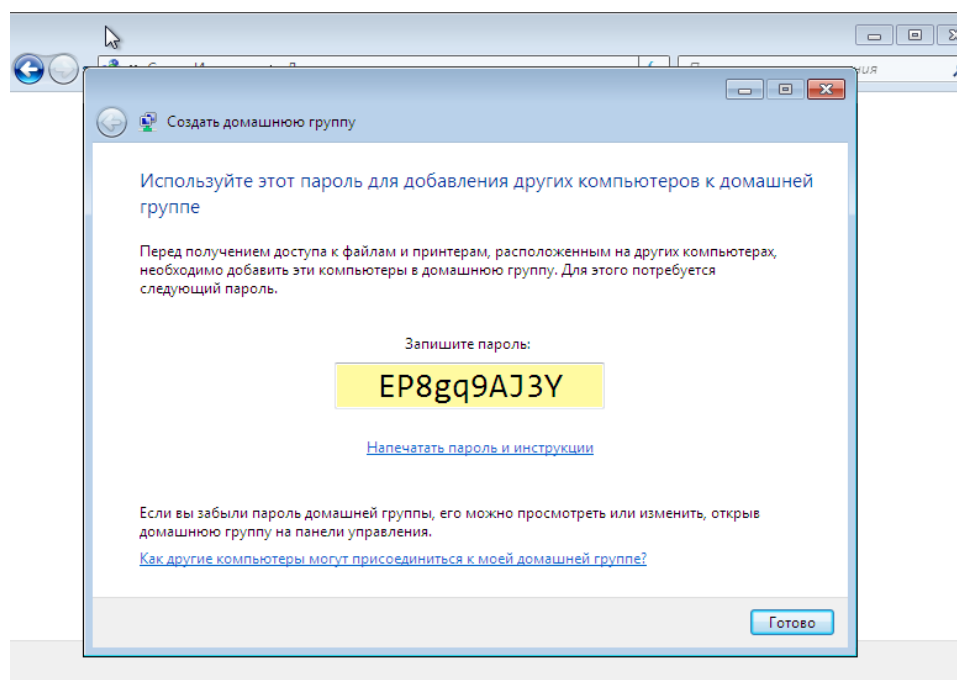 Создать домашнюю группу
Используйте этот пароль для добавления других компьютеров к домашней
группе
Перед получением доступа к файлам и принтерам, расположенным на других компьютерах,
необходимо добавить эти компьютеры в домашнюю группу. Для этого потребуется
следующий пароль.
Запишите пароль:
EP8gq9AJ3Y
Напечатать пароль и инструкции
Если вы забыли пароль домашней группы, его можно просмотреть или изменить, открыв
домашнюю группу на панели управления.
Как другие компьютеры могут присоединиться к моей домашней группе?
Готово